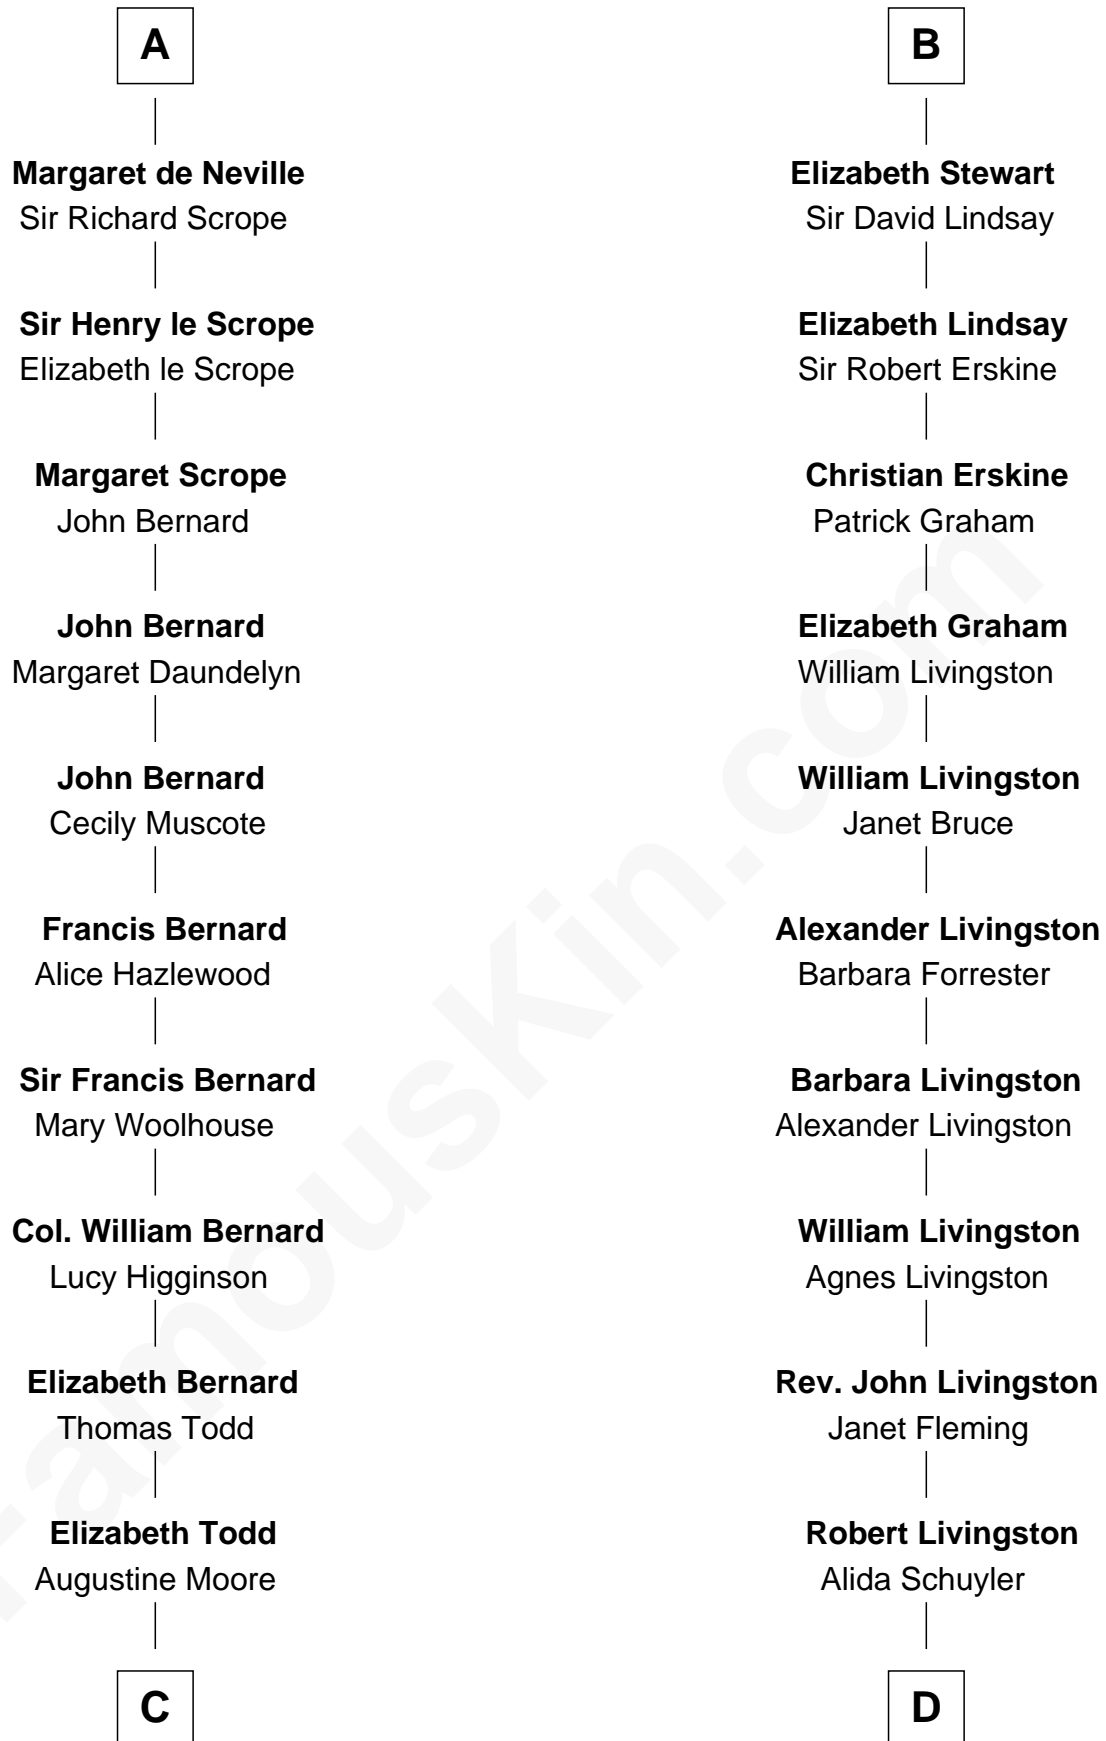 A
Margaret de Neville
Sir Richard Scrope
Sir Henry le Scrope
Elizabeth le Scrope
Margaret Scrope
John Bernard
John Bernard
Margaret Daundelyn
John Bernard
Cecily Muscote
Francis Bernard
Alice Hazlewood
Sir Francis Bernard
Mary Woolhouse
Col. William Bernard
Lucy Higginson
Elizabeth Bernard
Thomas Todd
Elizabeth Todd
Augustine Moore
C
B
Elizabeth Stewart
Sir David Lindsay
Elizabeth Lindsay
Sir Robert Erskine
Christian Erskine
Patrick Graham
Elizabeth Graham
William Livingston
William Livingston
Janet Bruce
Alexander Livingston
Barbara Forrester
Barbara Livingston
Alexander Livingston
William Livingston
Agnes Livingston
Rev. John Livingston
Janet Fleming
Robert Livingston
Alida Schuyler
D
FamousKin.com